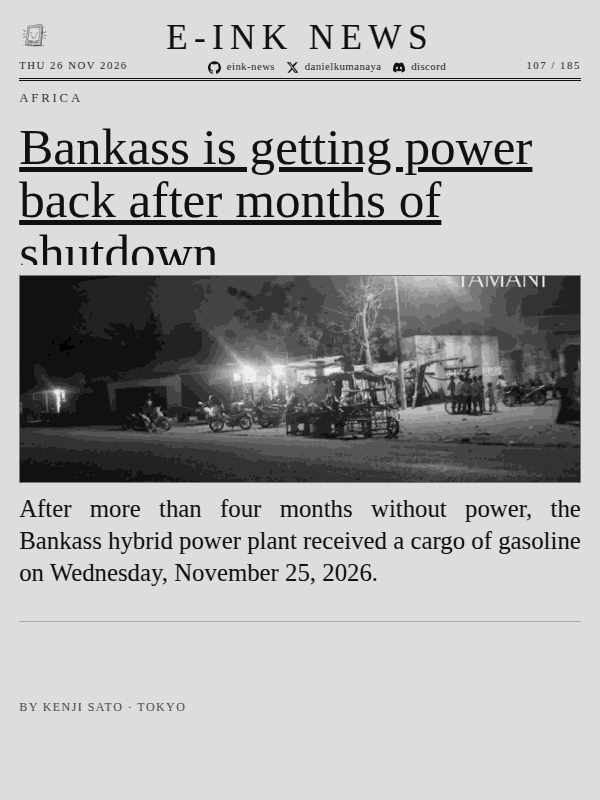 E-INK NEWS
THU 26 NOV 2026
eink-news danielkumanaya discord
107 / 185
AFRICA
Bankass is getting power
back after months of
shutdown
TAMANI
After more than four months without power, the
Bankass hybrid power plant received a cargo of gasoline
on Wednesday, November 25, 2026.
BY KENJI SATO · TOKYO